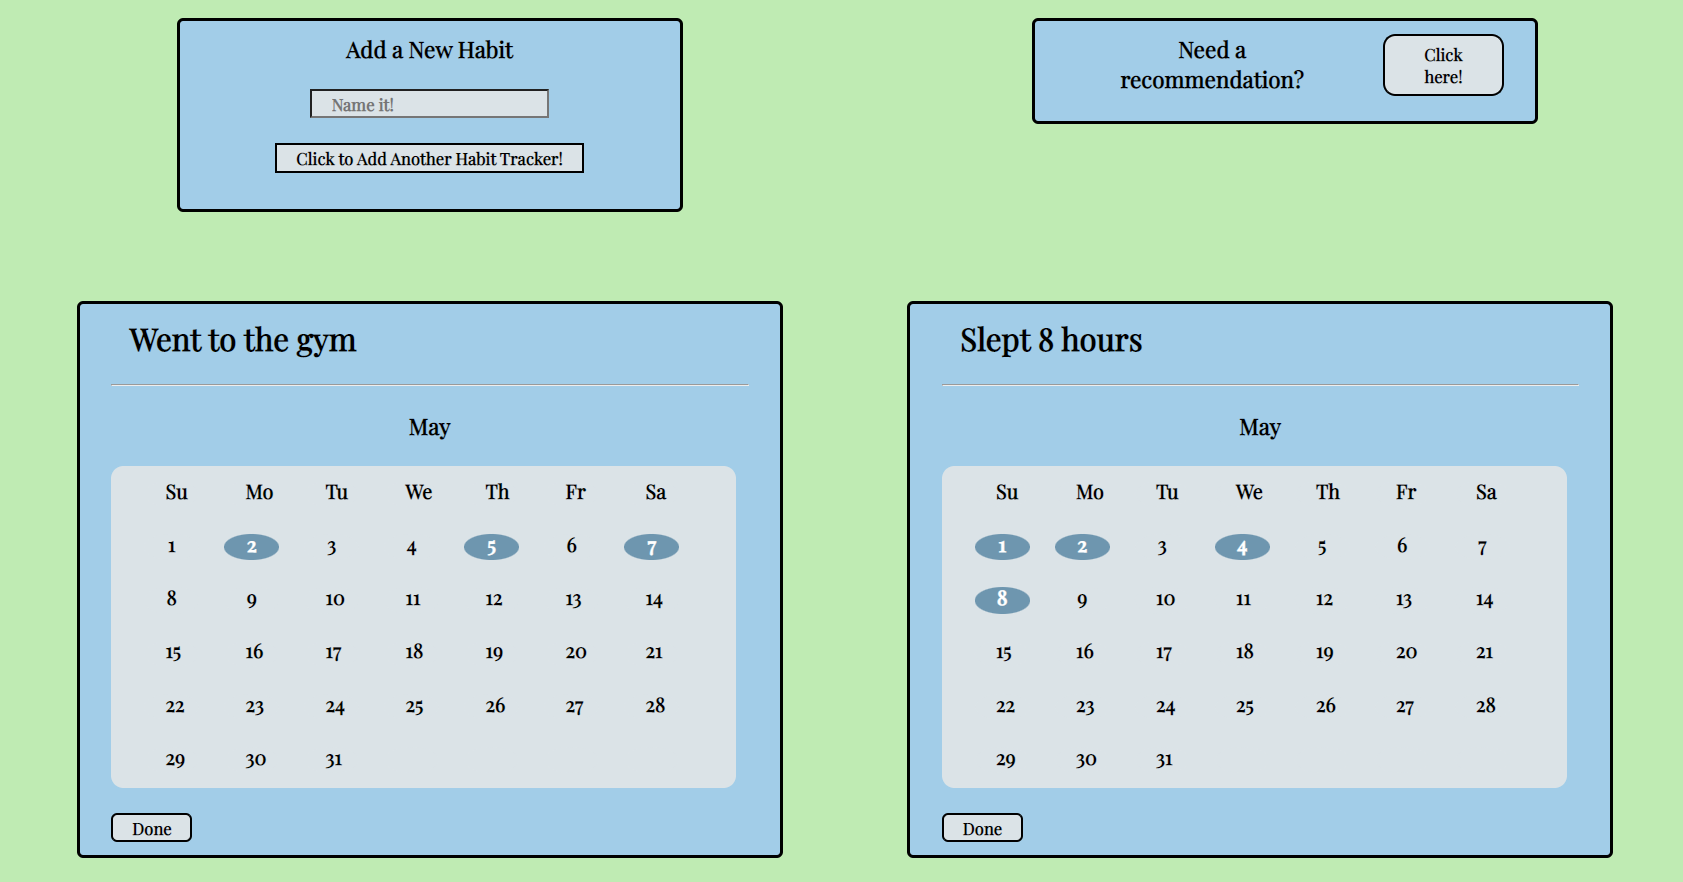 Add a New Habit
Name it!
Click to Add Another Habit Tracker!
Need a
recommendation?
Click
here!
Went to the gym
May
Su Mo Tu We Th Fr Sa
1 2 3 4 5 6 7
8 9 10 11 12 13 14
15 16 17 18 19 20 21
22 23 24 25 26 27 28
29 30 31
Done
Slept 8 hours
May
Su Mo Tu We Th Fr Sa
1 2 3 4 5 6 7
8 9 10 11 12 13 14
15 16 17 18 19 20 21
22 23 24 25 26 27 28
29 30 31
Done